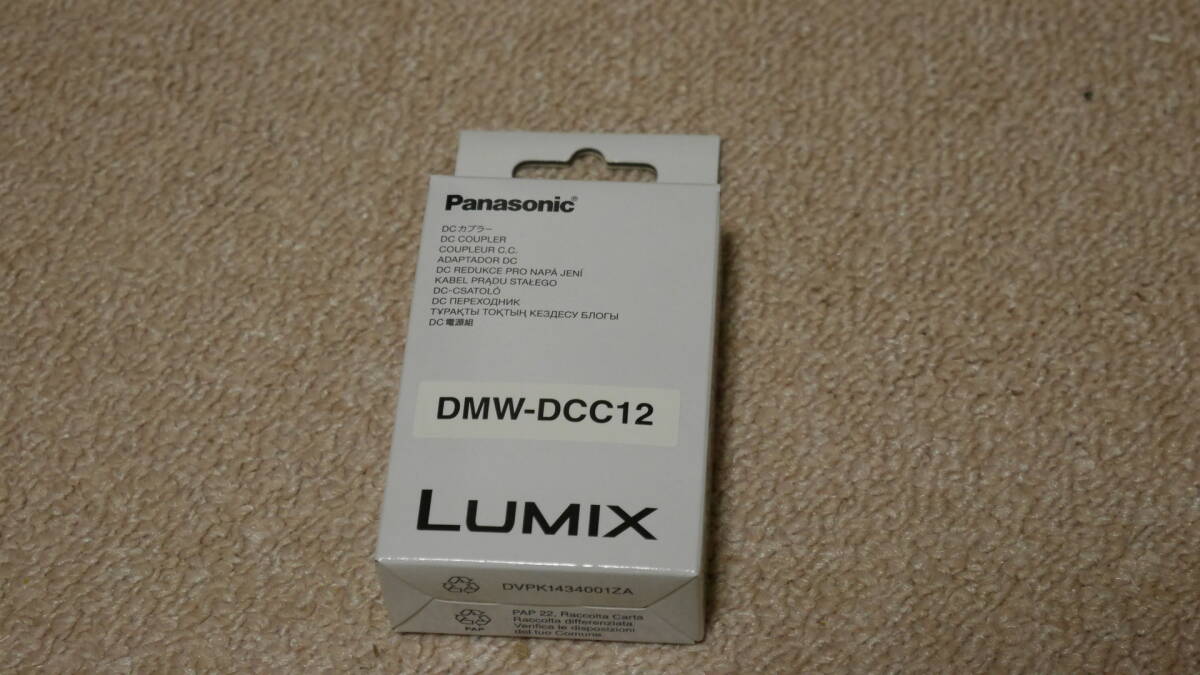 Panasonic®
DCカプラー
DC COUPLER
COUPLEUR C.C.
ADAPTADOR DC
DC REDUKCE PRO NAPÁ JENÍ
KABEL PRĄDU STAŁEGO
DC-CSATOLÓ
DC ПЕРЕХОДНИК
ТҰРАҚТЫ ТОҚТЫҢ КЕЗДЕСУ БЛОГЫ
DC 電源組
DMW-DCC12
LUMIX
DVPK1434001ZA
PAP
PAP 22, Raccolta Carta
Raccolta differenziata
Verifica le disposizioni
del tuo Comune.